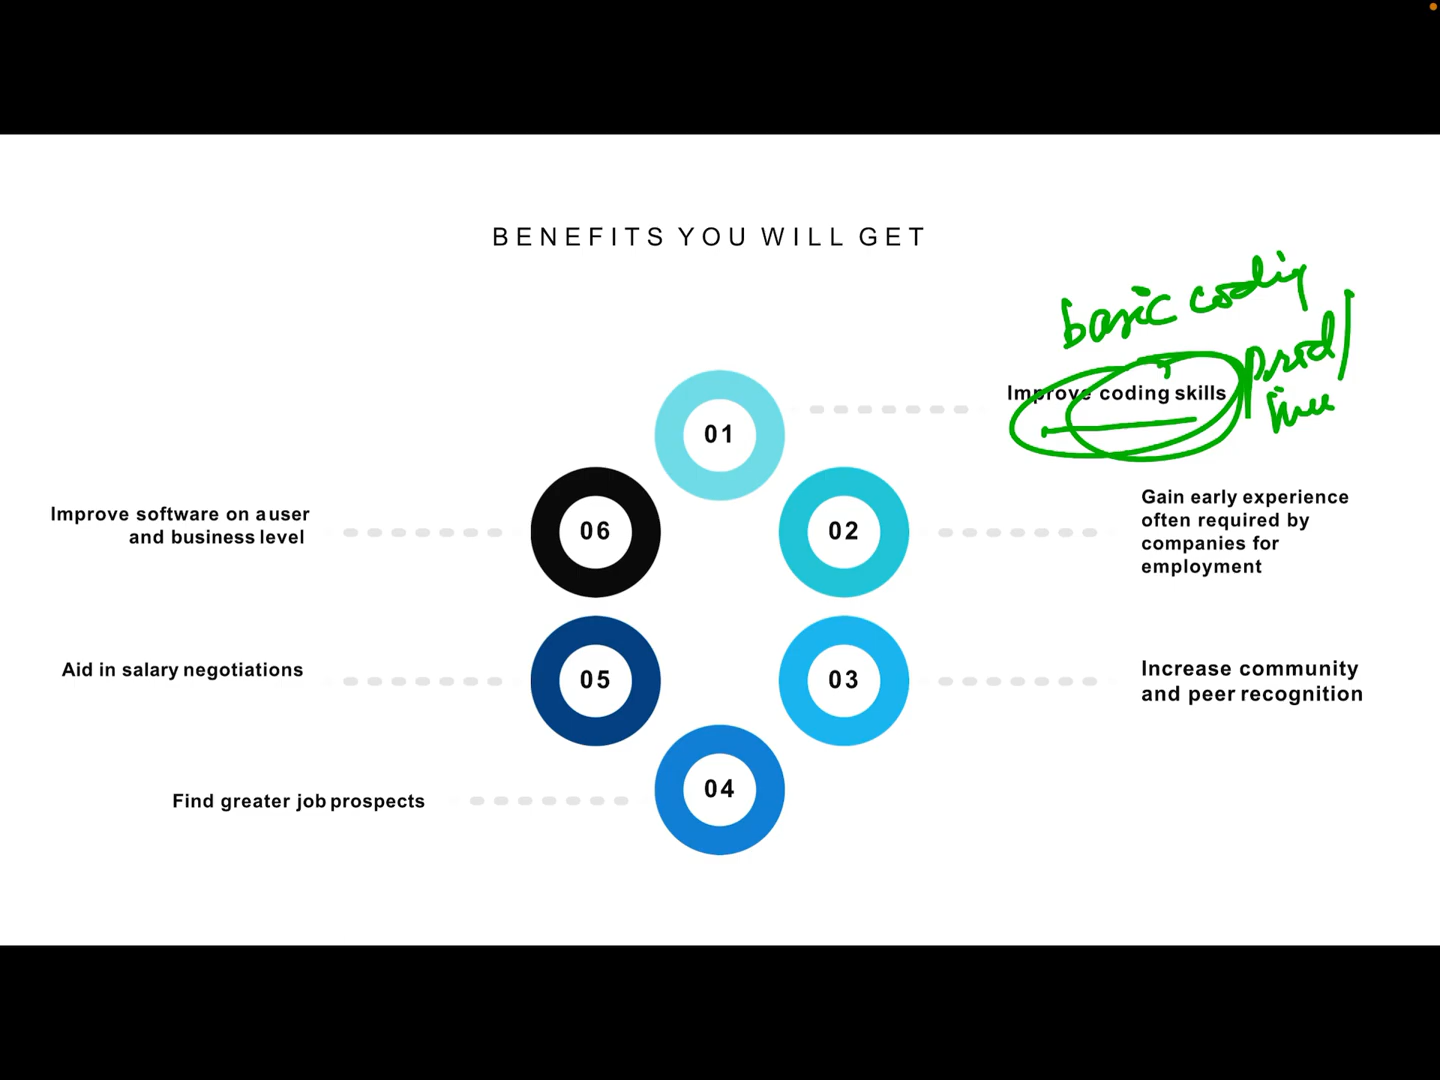 BENEFITS YOU WILL GET
basic coding
prod/
Improve coding skills
01
Gain early experience
often required by
companies for
employment
02
Increase community
and peer recognition
03
Find greater job prospects
04
Aid in salary negotiations
05
Improve software on a user
and business level
06